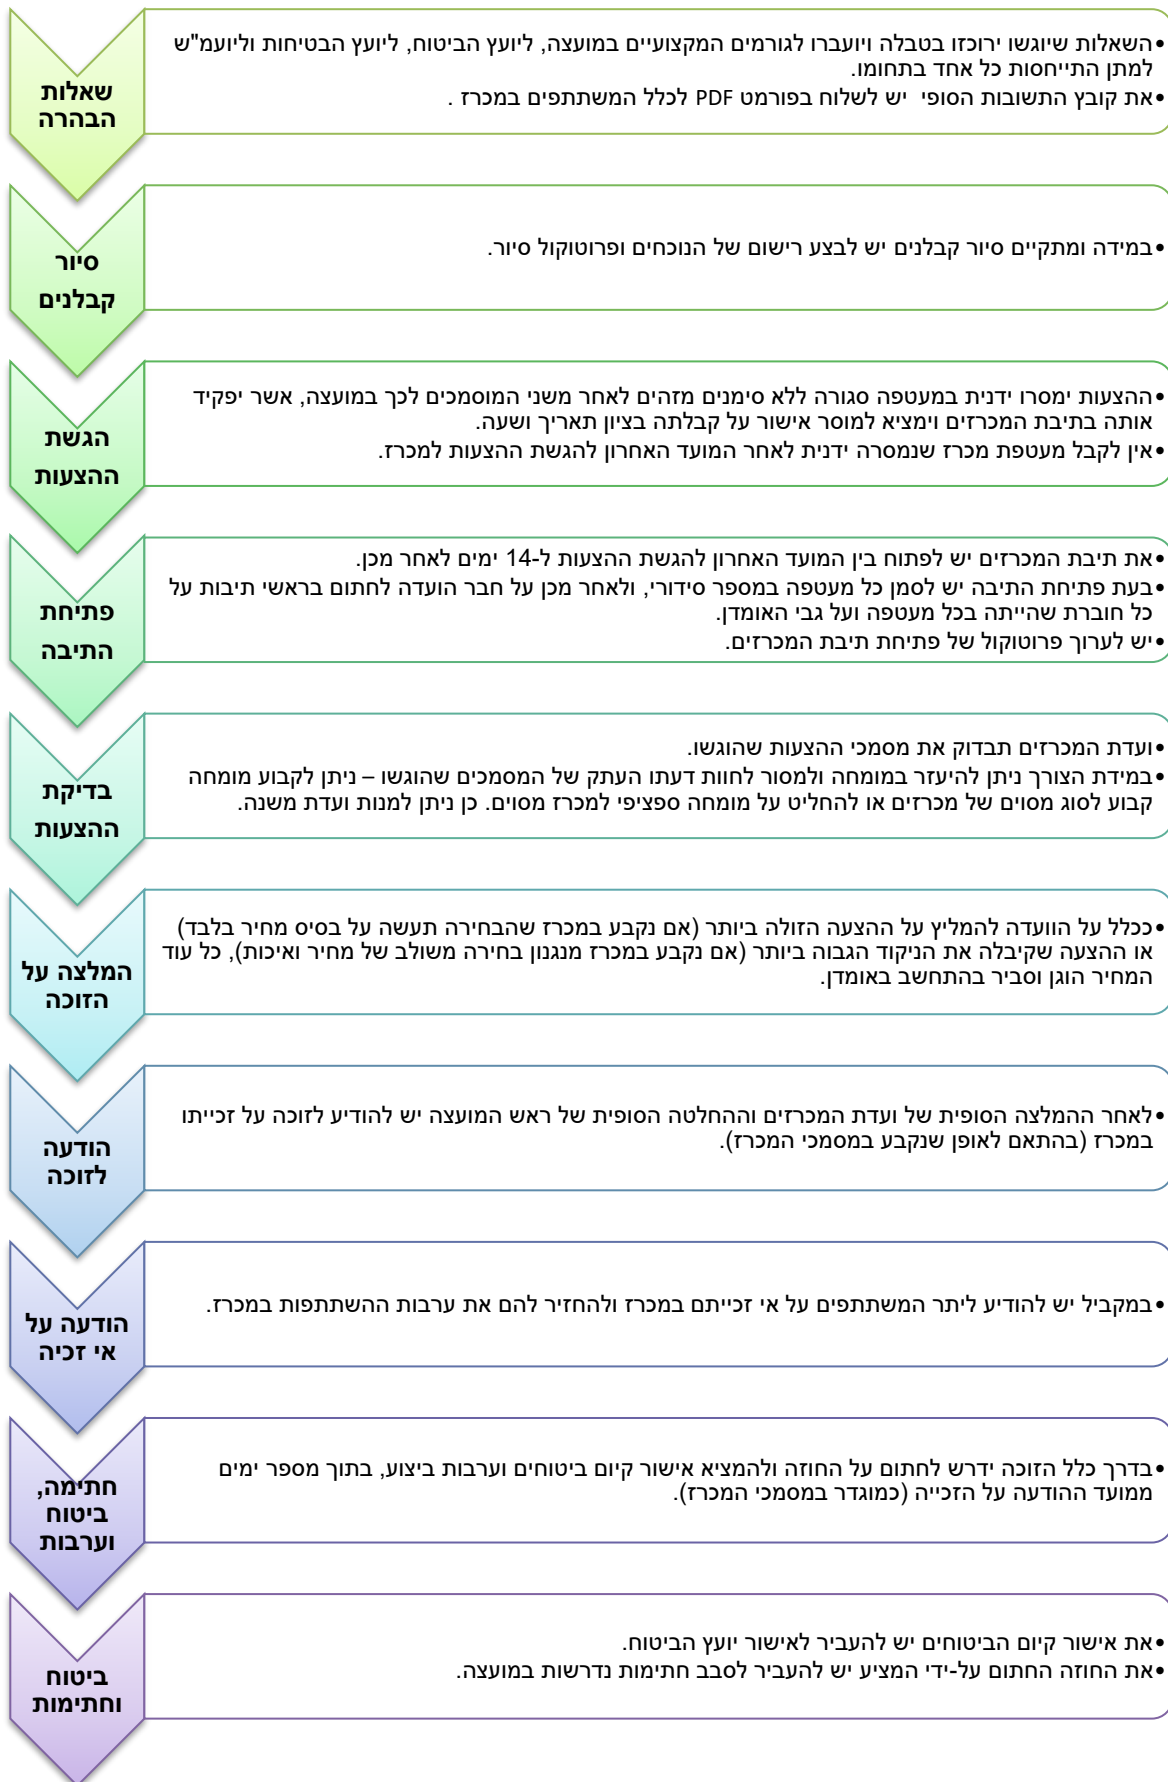 שאלות
הבהרה
•השאלות שיוגשו ירוכזו בטבלה ויועברו לגורמים המקצועיים במועצה, ליועץ הביטוח, ליועץ הבטיחות וליועמ"ש
למתן התייחסות כל אחד בתחומו.
•את קובץ התשובות הסופי  יש לשלוח בפורמט PDF לכלל המשתתפים במכרז .
סיור
קבלנים
•במידה ומתקיים סיור קבלנים יש לבצע רישום של הנוכחים ופרוטוקול סיור.
הגשת
ההצעות
•ההצעות ימסרו ידנית במעטפה סגורה ללא סימנים מזהים לאחר משני המוסמכים לכך במועצה, אשר יפקיד
אותה בתיבת המכרזים וימציא למוסר אישור על קבלתה בציון תאריך ושעה.
•אין לקבל מעטפת מכרז שנמסרה ידנית לאחר המועד האחרון להגשת ההצעות למכרז.
פתיחת
התיבה
•את תיבת המכרזים יש לפתוח בין המועד האחרון להגשת ההצעות ל-14 ימים לאחר מכן.
•בעת פתיחת התיבה יש לסמן כל מעטפה במספר סידורי, ולאחר מכן על חבר הועדה לחתום בראשי תיבות על
כל חוברת שהייתה בכל מעטפה ועל גבי האומדן.
•יש לערוך פרוטוקול של פתיחת תיבת המכרזים.
בדיקת
ההצעות
•ועדת המכרזים תבדוק את מסמכי ההצעות שהוגשו.
•במידת הצורך ניתן להיעזר במומחה ולמסור לחוות דעתו העתק של המסמכים שהוגשו – ניתן לקבוע מומחה
קבוע לסוג מסוים של מכרזים או להחליט על מומחה ספציפי למכרז מסוים. כן ניתן למנות ועדת משנה.
המלצה על
הזוכה
•ככלל על הוועדה להמליץ על ההצעה הזולה ביותר (אם נקבע במכרז שהבחירה תעשה על בסיס מחיר בלבד)
או ההצעה שקיבלה את הניקוד הגבוה ביותר (אם נקבע במכרז מנגנון בחירה משולב של מחיר ואיכות), כל עוד
המחיר הוגן וסביר בהתחשב באומדן.
הודעה
לזוכה
•לאחר ההמלצה הסופית של ועדת המכרזים וההחלטה הסופית של ראש המועצה יש להודיע לזוכה על זכייתו
במכרז (בהתאם לאופן שנקבע במסמכי המכרז).
הודעה על
אי זכיה
•במקביל יש להודיע ליתר המשתתפים על אי זכייתם במכרז ולהחזיר להם את ערבות ההשתתפות במכרז.
חתימה,
ביטוח
וערבות
•בדרך כלל הזוכה ידרש לחתום על החוזה ולהמציא אישור קיום ביטוחים וערבות ביצוע, בתוך מספר ימים
ממועד ההודעה על הזכייה (כמוגדר במסמכי המכרז).
ביטוח
וחתימות
•את אישור קיום הביטוחים יש להעביר לאישור יועץ הביטוח.
•את החוזה החתום על-ידי המציע יש להעביר לסבב חתימות נדרשות במועצה.